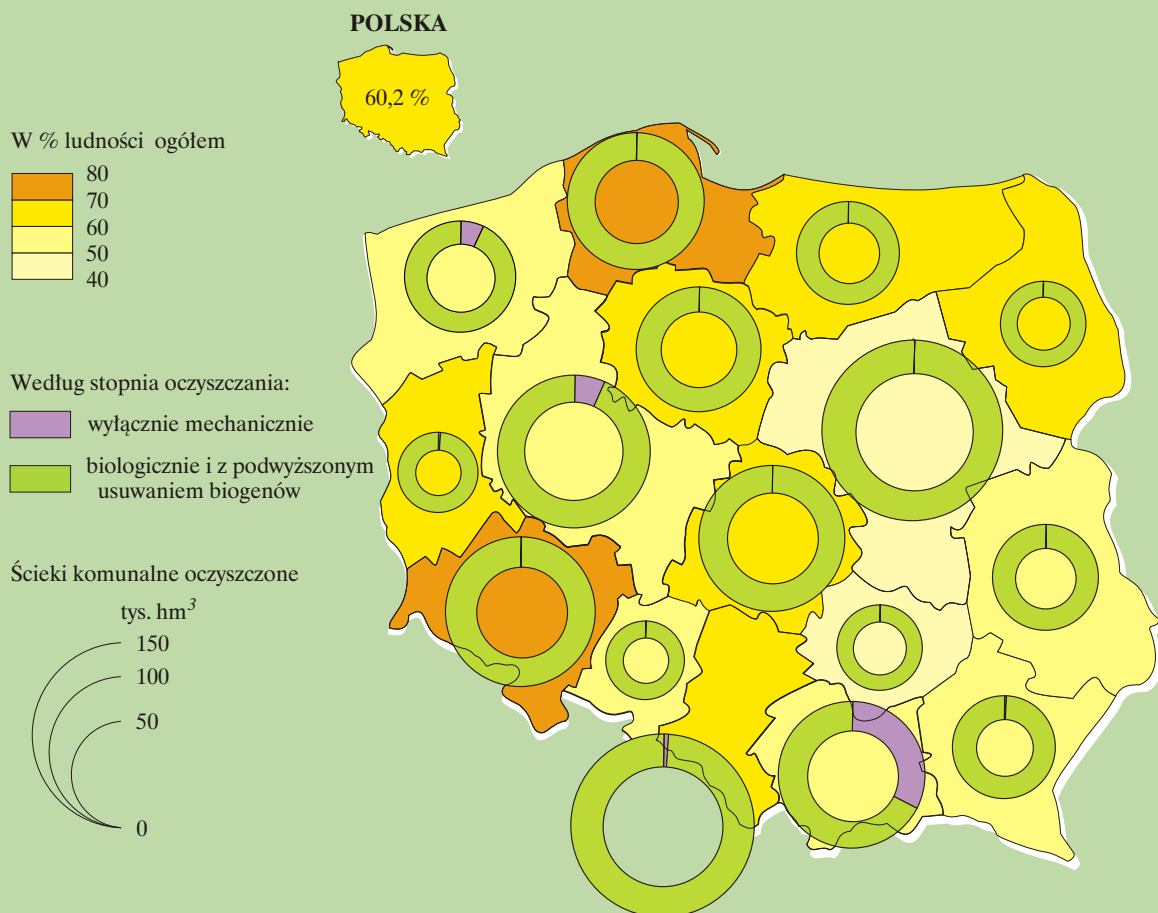 POLSKA
60,2 %
W % ludności ogółem
80
70
60
50
40
Według stopnia oczyszczania:
wyłącznie mechanicznie
biologicznie i z podwyższonym
usuwaniem biogenów
Ścieki komunalne oczyszczone
tys. hm³
150
100
50
0